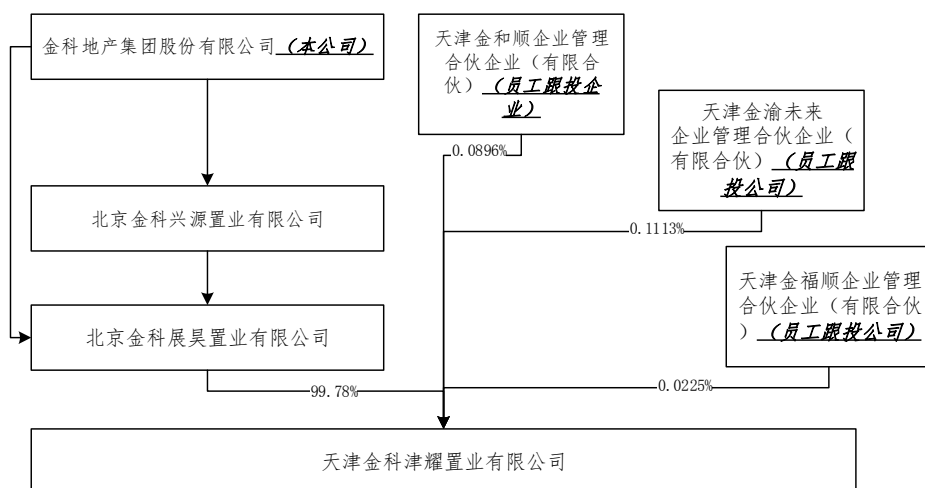 金科地产集团股份有限公司（本公司）
天津金和顺企业管理
合伙企业（有限合
伙）（员工跟投企
业）
0.0896%
天津金渝未来
企业管理合伙企业（
有限合伙）（员工跟
投公司）
北京金科兴源置业有限公司
0.1113%
天津金福顺企业管理
合伙企业（有限合伙
）（员工跟投公司）
北京金科展昊置业有限公司
99.78%
0.0225%
天津金科津耀置业有限公司